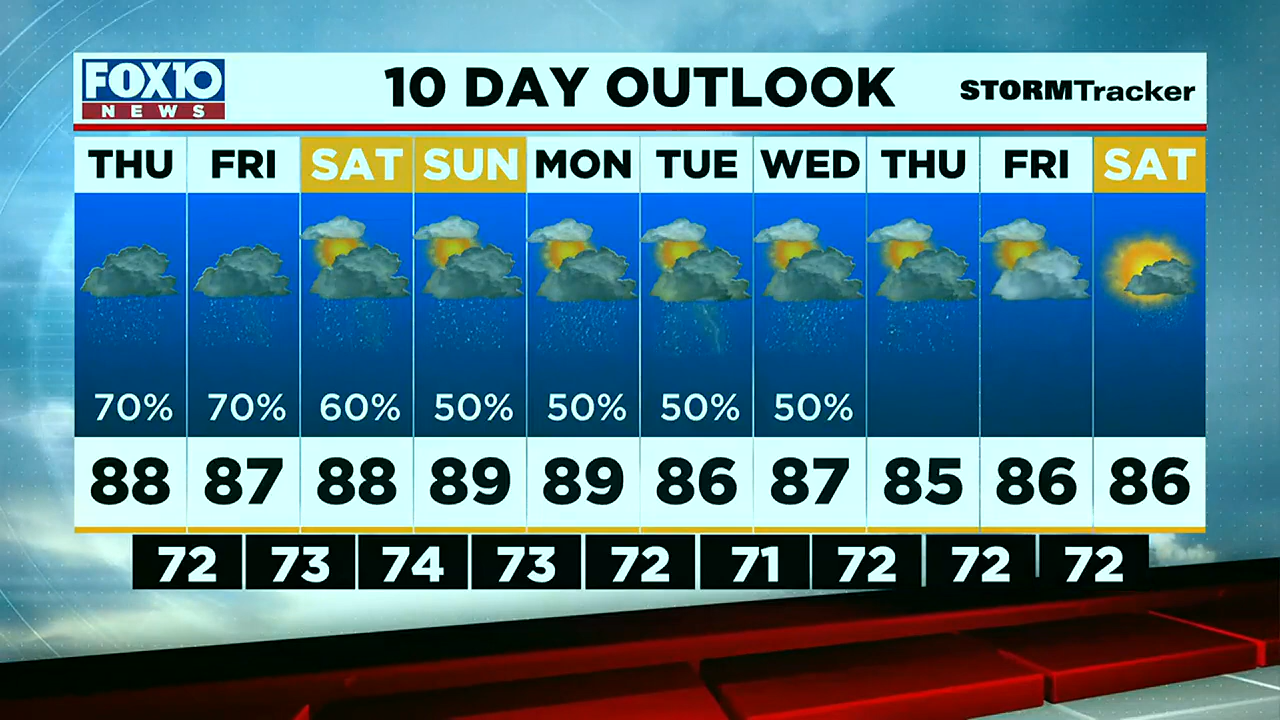 FOX10
NEWS
10 DAY OUTLOOK
STORMTracker
THU FRI SAT SUN MON TUE WED THU FRI SAT
70% 70% 60% 50% 50% 50% 50%
88 87 88 89 89 86 87 85 86 86
72 73 74 73 72 71 72 72 72